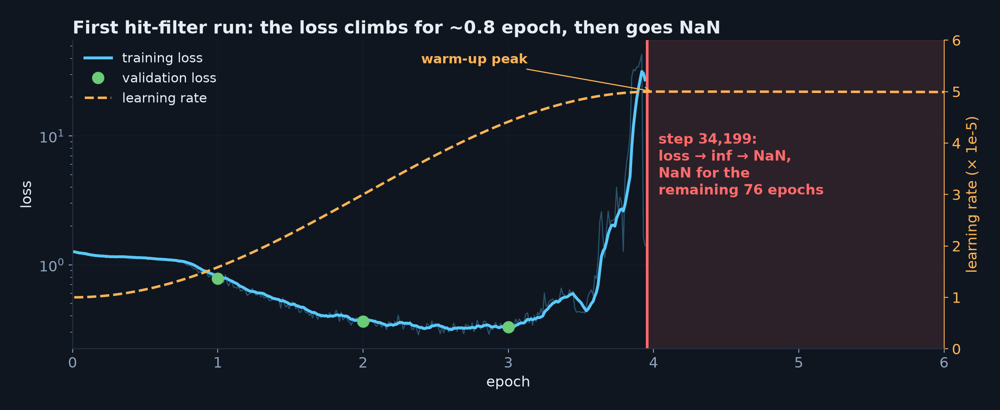 First hit-filter run: the loss climbs for ~0.8 epoch, then goes NaN
training loss
validation loss
learning rate
warm-up peak
step 34,199:
loss → inf → NaN,
NaN for the
remaining 76 epochs
loss
10¹
10⁰
0 1 2 3 4 5 6
epoch
6
5
4
3
2
1
0
learning rate (× 1e-5)